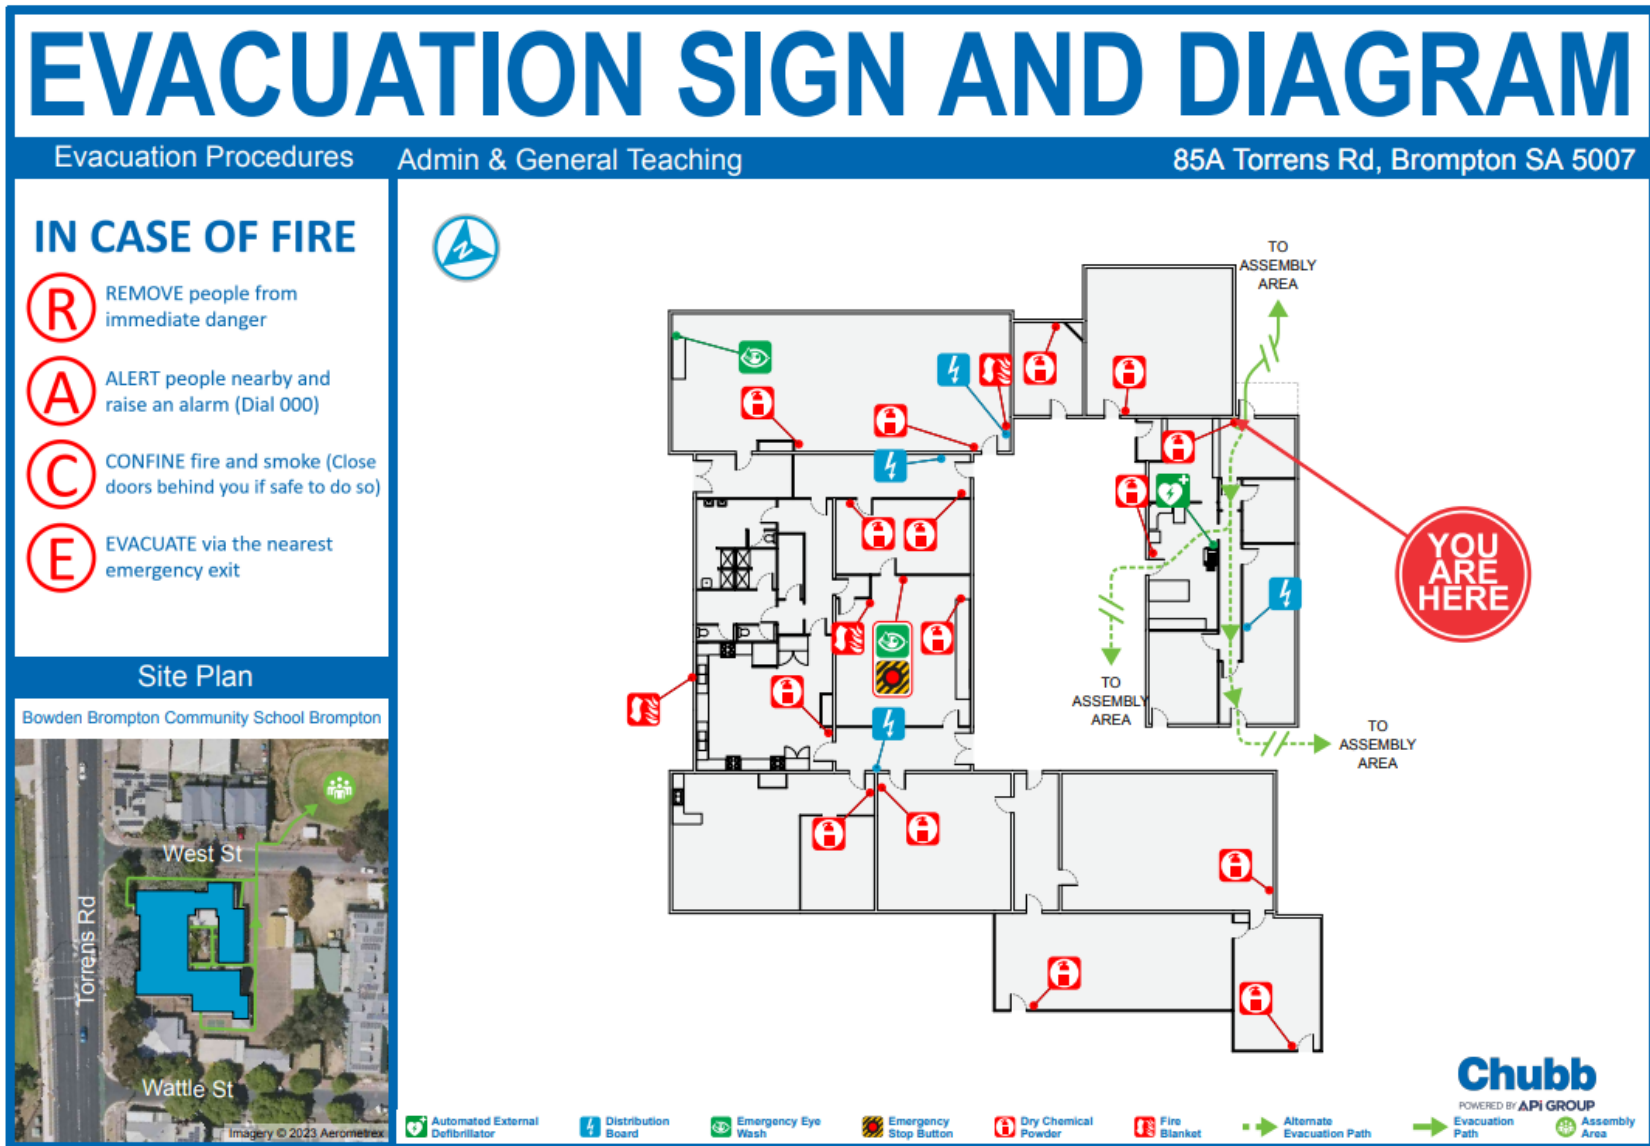 EVACUATION SIGN AND DIAGRAM
Evacuation Procedures
Admin & General Teaching
85A Torrens Rd, Brompton SA 5007
IN CASE OF FIRE
R
REMOVE people from
immediate danger
A
ALERT people nearby and
raise an alarm (Dial 000)
C
CONFINE fire and smoke (Close
doors behind you if safe to do so)
E
EVACUATE via the nearest
emergency exit
Site Plan
Bowden Brompton Community School Brompton
West St
Torrens Rd
Wattle St
Imagery © 2023 Aerometrex
N
TO
ASSEMBLY
AREA
YOU
ARE
HERE
TO
ASSEMBLY
AREA
TO
ASSEMBLY
AREA
Chubb
POWERED BY APi GROUP
Automated External
Defibrillator
Distribution
Board
Emergency Eye
Wash
Emergency
Stop Button
Dry Chemical
Powder
Fire
Blanket
Alternate
Evacuation Path
Evacuation
Path
Assembly
Area